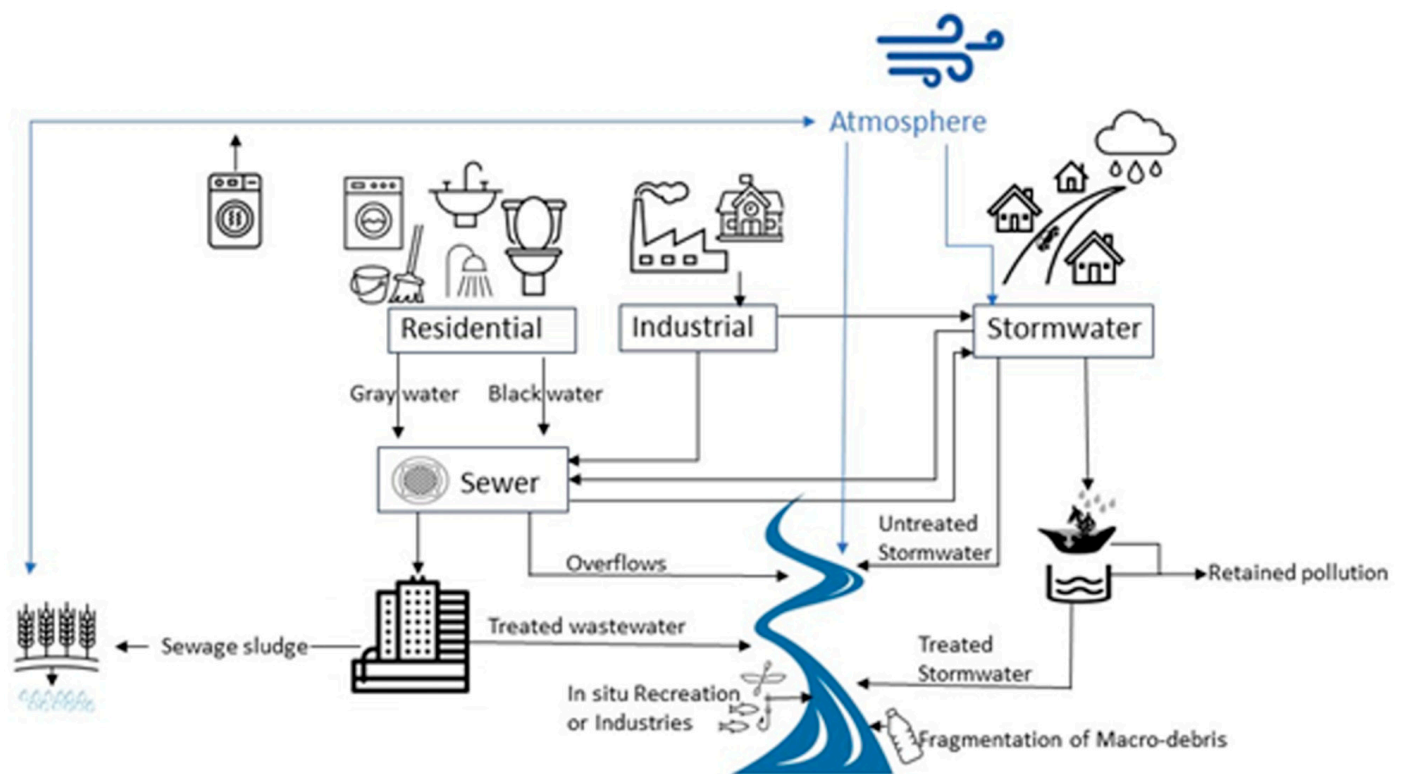 Atmosphere
Residential
Industrial
Stormwater
Gray water
Black water
Sewer
Untreated
Stormwater
Overflows
Retained pollution
Treated wastewater
Sewage sludge
Treated
Stormwater
In situ Recreation
or Industries
Fragmentation of Macro-debris